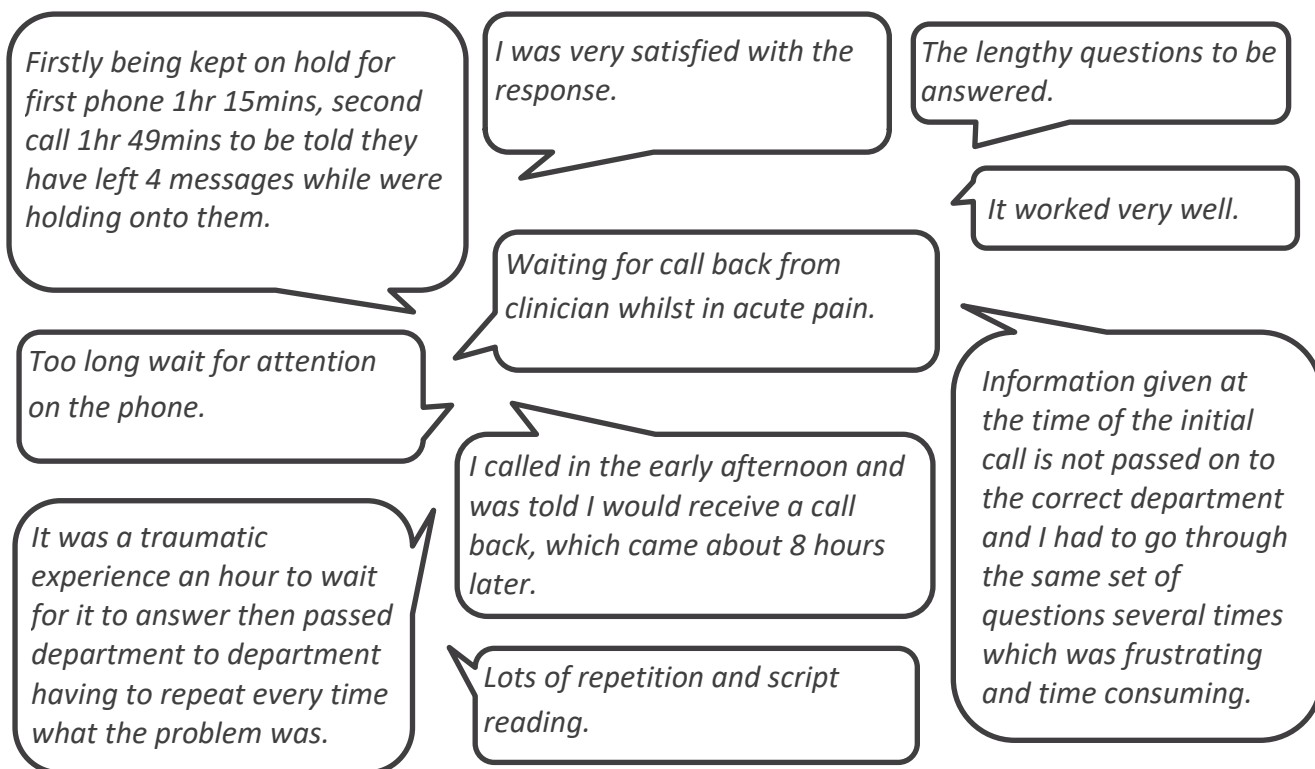 Firstly being kept on hold for
first phone 1hr 15mins, second
call 1hr 49mins to be told they
have left 4 messages while were
holding onto them.
I was very satisfied with the
response.
The lengthy questions to be
answered.
It worked very well.
Waiting for call back from
clinician whilst in acute pain.
Too long wait for attention
on the phone.
Information given at
the time of the initial
call is not passed on to
the correct department
and I had to go through
the same set of
questions several times
which was frustrating
and time consuming.
I called in the early afternoon and
was told I would receive a call
back, which came about 8 hours
later.
It was a traumatic
experience an hour to wait
for it to answer then passed
department to department
having to repeat every time
what the problem was.
Lots of repetition and script
reading.